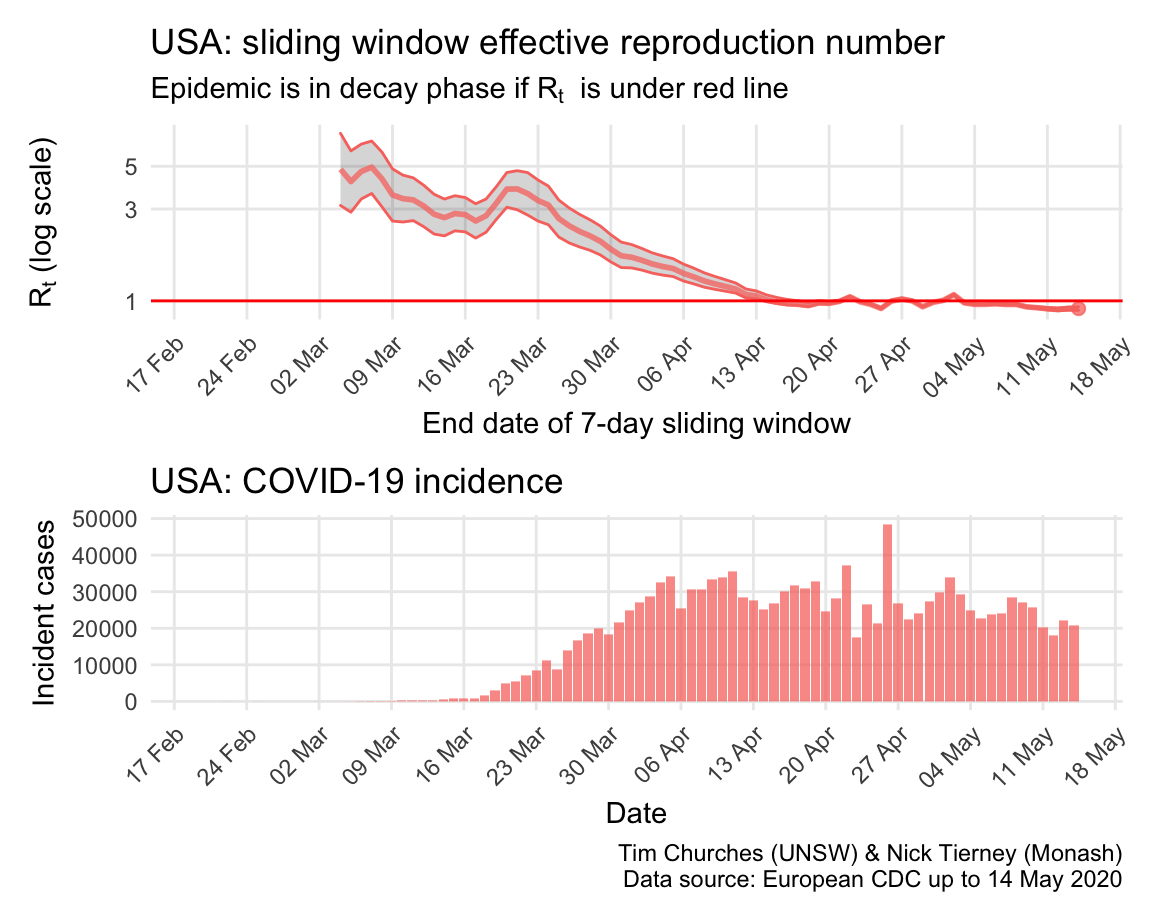 USA: sliding window effective reproduction number
Epidemic is in decay phase if Rt is under red line
Rt (log scale)
5
3
1
17 Feb
24 Feb
02 Mar
09 Mar
16 Mar
23 Mar
30 Mar
06 Apr
13 Apr
20 Apr
27 Apr
04 May
11 May
18 May
End date of 7-day sliding window
USA: COVID-19 incidence
Incident cases
50000
40000
30000
20000
10000
0
17 Feb
24 Feb
02 Mar
09 Mar
16 Mar
23 Mar
30 Mar
06 Apr
13 Apr
20 Apr
27 Apr
04 May
11 May
18 May
Date
Tim Churches (UNSW) & Nick Tierney (Monash)
Data source: European CDC up to 14 May 2020